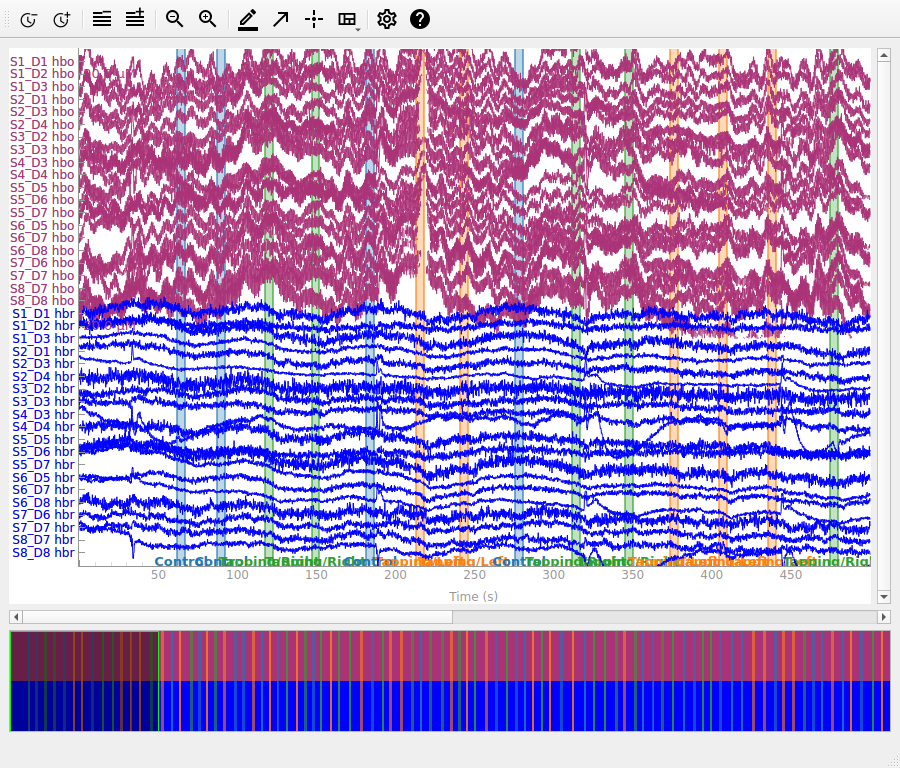 S1_D1 hbo
S1_D2 hbo
S1_D3 hbo
S2_D1 hbo
S2_D3 hbo
S2_D4 hbo
S3_D2 hbo
S3_D3 hbo
S4_D3 hbo
S4_D4 hbo
S5_D5 hbo
S5_D6 hbo
S5_D7 hbo
S6_D5 hbo
S6_D7 hbo
S6_D8 hbo
S7_D6 hbo
S7_D7 hbo
S8_D7 hbo
S8_D8 hbo
S1_D1 hbr
S1_D2 hbr
S1_D3 hbr
S2_D1 hbr
S2_D3 hbr
S2_D4 hbr
S3_D2 hbr
S3_D3 hbr
S4_D3 hbr
S4_D4 hbr
S5_D5 hbr
S5_D6 hbr
S5_D7 hbr
S6_D5 hbr
S6_D7 hbr
S6_D8 hbr
S7_D6 hbr
S7_D7 hbr
S8_D7 hbr
S8_D8 hbr
50 100 150 200 250 300 350 400 450
Time (s)